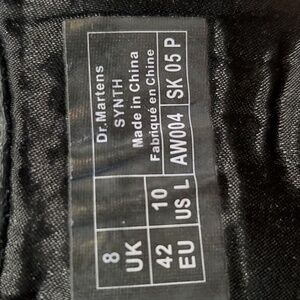 Dr.Martens
SYNTH
Made in China
Fabriqué en Chine
AW004 SK 05 P
8 10
UK
42
EU US L